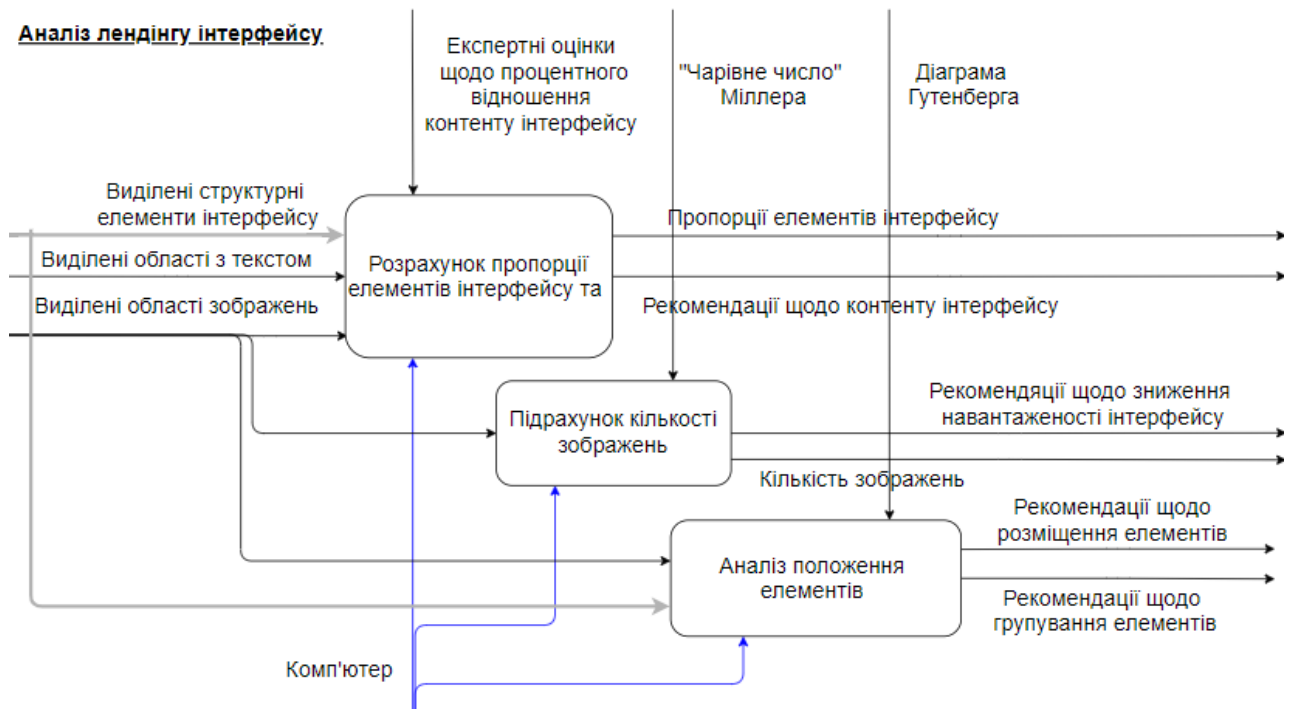 Аналіз лендінгу інтерфейсу
Експертні оцінки
щодо процентного
відношення
контенту інтерфейсу
"Чарівне число"
Міллера
Діаграма
Гутенберга
Виділені структурні
елементи інтерфейсу
Виділені області з текстом
Виділені області зображень
Розрахунок пропорції
елементів інтерфейсу та
Пропорції елементів інтерфейсу
Рекомендації щодо контенту інтерфейсу
Підрахунок кількості
зображень
Рекомендяції щодо зниження
навантаженості інтерфейсу
Кількість зображень
Аналіз положення
елементів
Рекомендації щодо
розміщення елементів
Рекомендації щодо
групування елементів
Комп'ютер